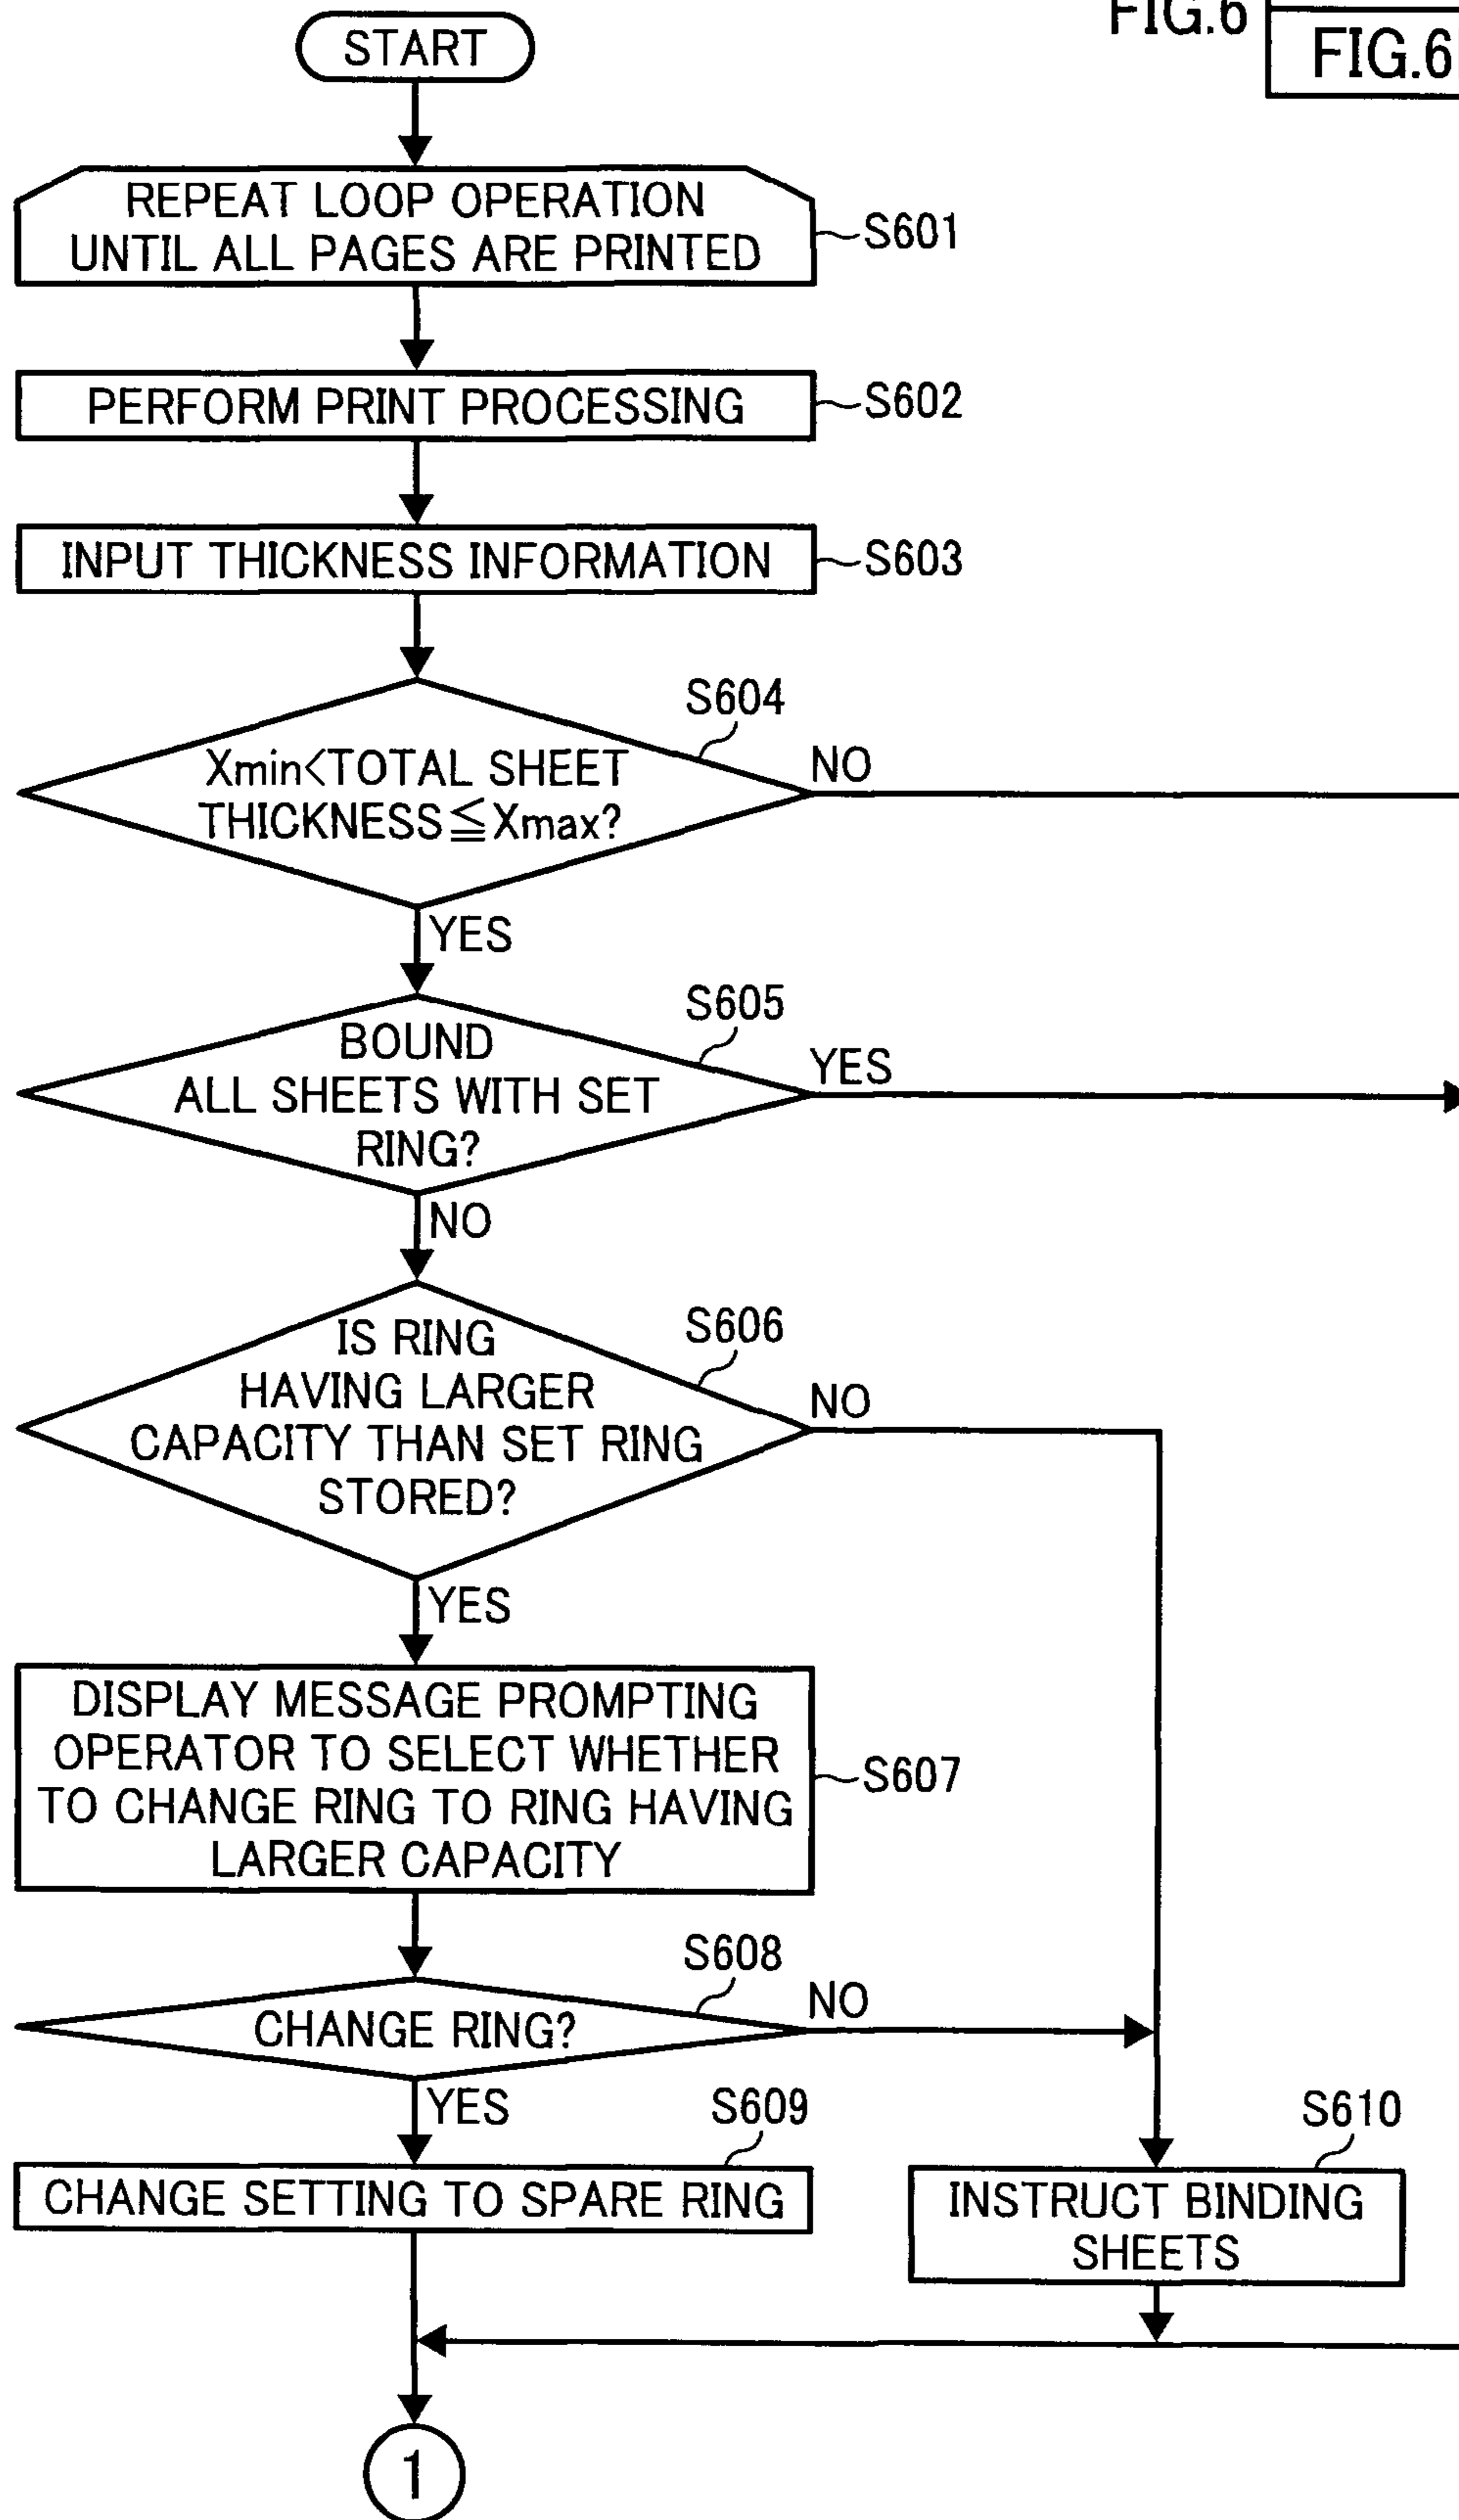 FIG.6
FIG.6
START
REPEAT LOOP OPERATION
UNTIL ALL PAGES ARE PRINTED
S601
PERFORM PRINT PROCESSING
S602
INPUT THICKNESS INFORMATION
S603
S604
Xmin<TOTAL SHEET
THICKNESS≦Xmax?
NO
YES
S605
BOUND
ALL SHEETS WITH SET
RING?
YES
NO
S606
IS RING
HAVING LARGER
CAPACITY THAN SET RING
STORED?
NO
YES
DISPLAY MESSAGE PROMPTING
OPERATOR TO SELECT WHETHER
TO CHANGE RING TO RING HAVING
LARGER CAPACITY
S607
S608
CHANGE RING?
NO
YES
S609
CHANGE SETTING TO SPARE RING
S610
INSTRUCT BINDING
SHEETS
1